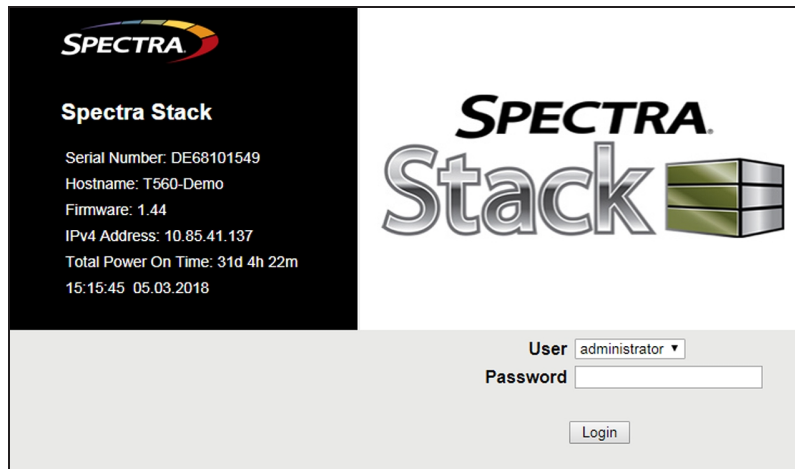 SPECTRA
Spectra Stack
Serial Number: DE68101549
Hostname: T560-Demo
Firmware: 1.44
IPv4 Address: 10.85.41.137
Total Power On Time: 31d 4h 22m
15:15:45 05.03.2018
SPECTRA
Stack
User administrator
Password
Login